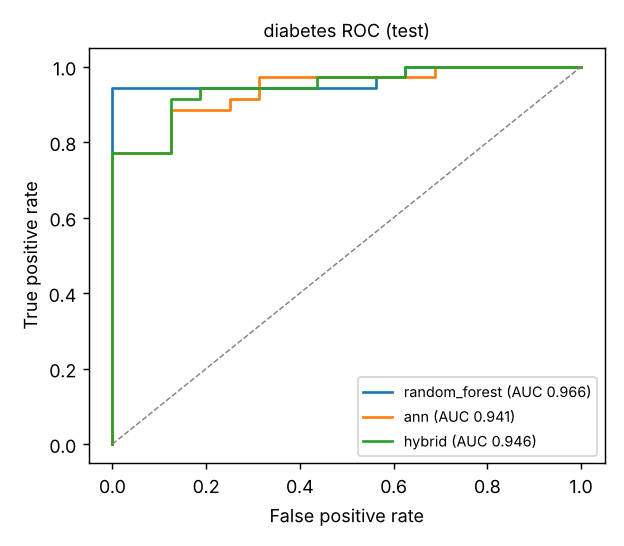 diabetes ROC (test)
True positive rate
1.0
0.8
0.6
0.4
0.2
0.0
random_forest (AUC 0.966)
ann (AUC 0.941)
hybrid (AUC 0.946)
0.0 0.2 0.4 0.6 0.8 1.0
False positive rate